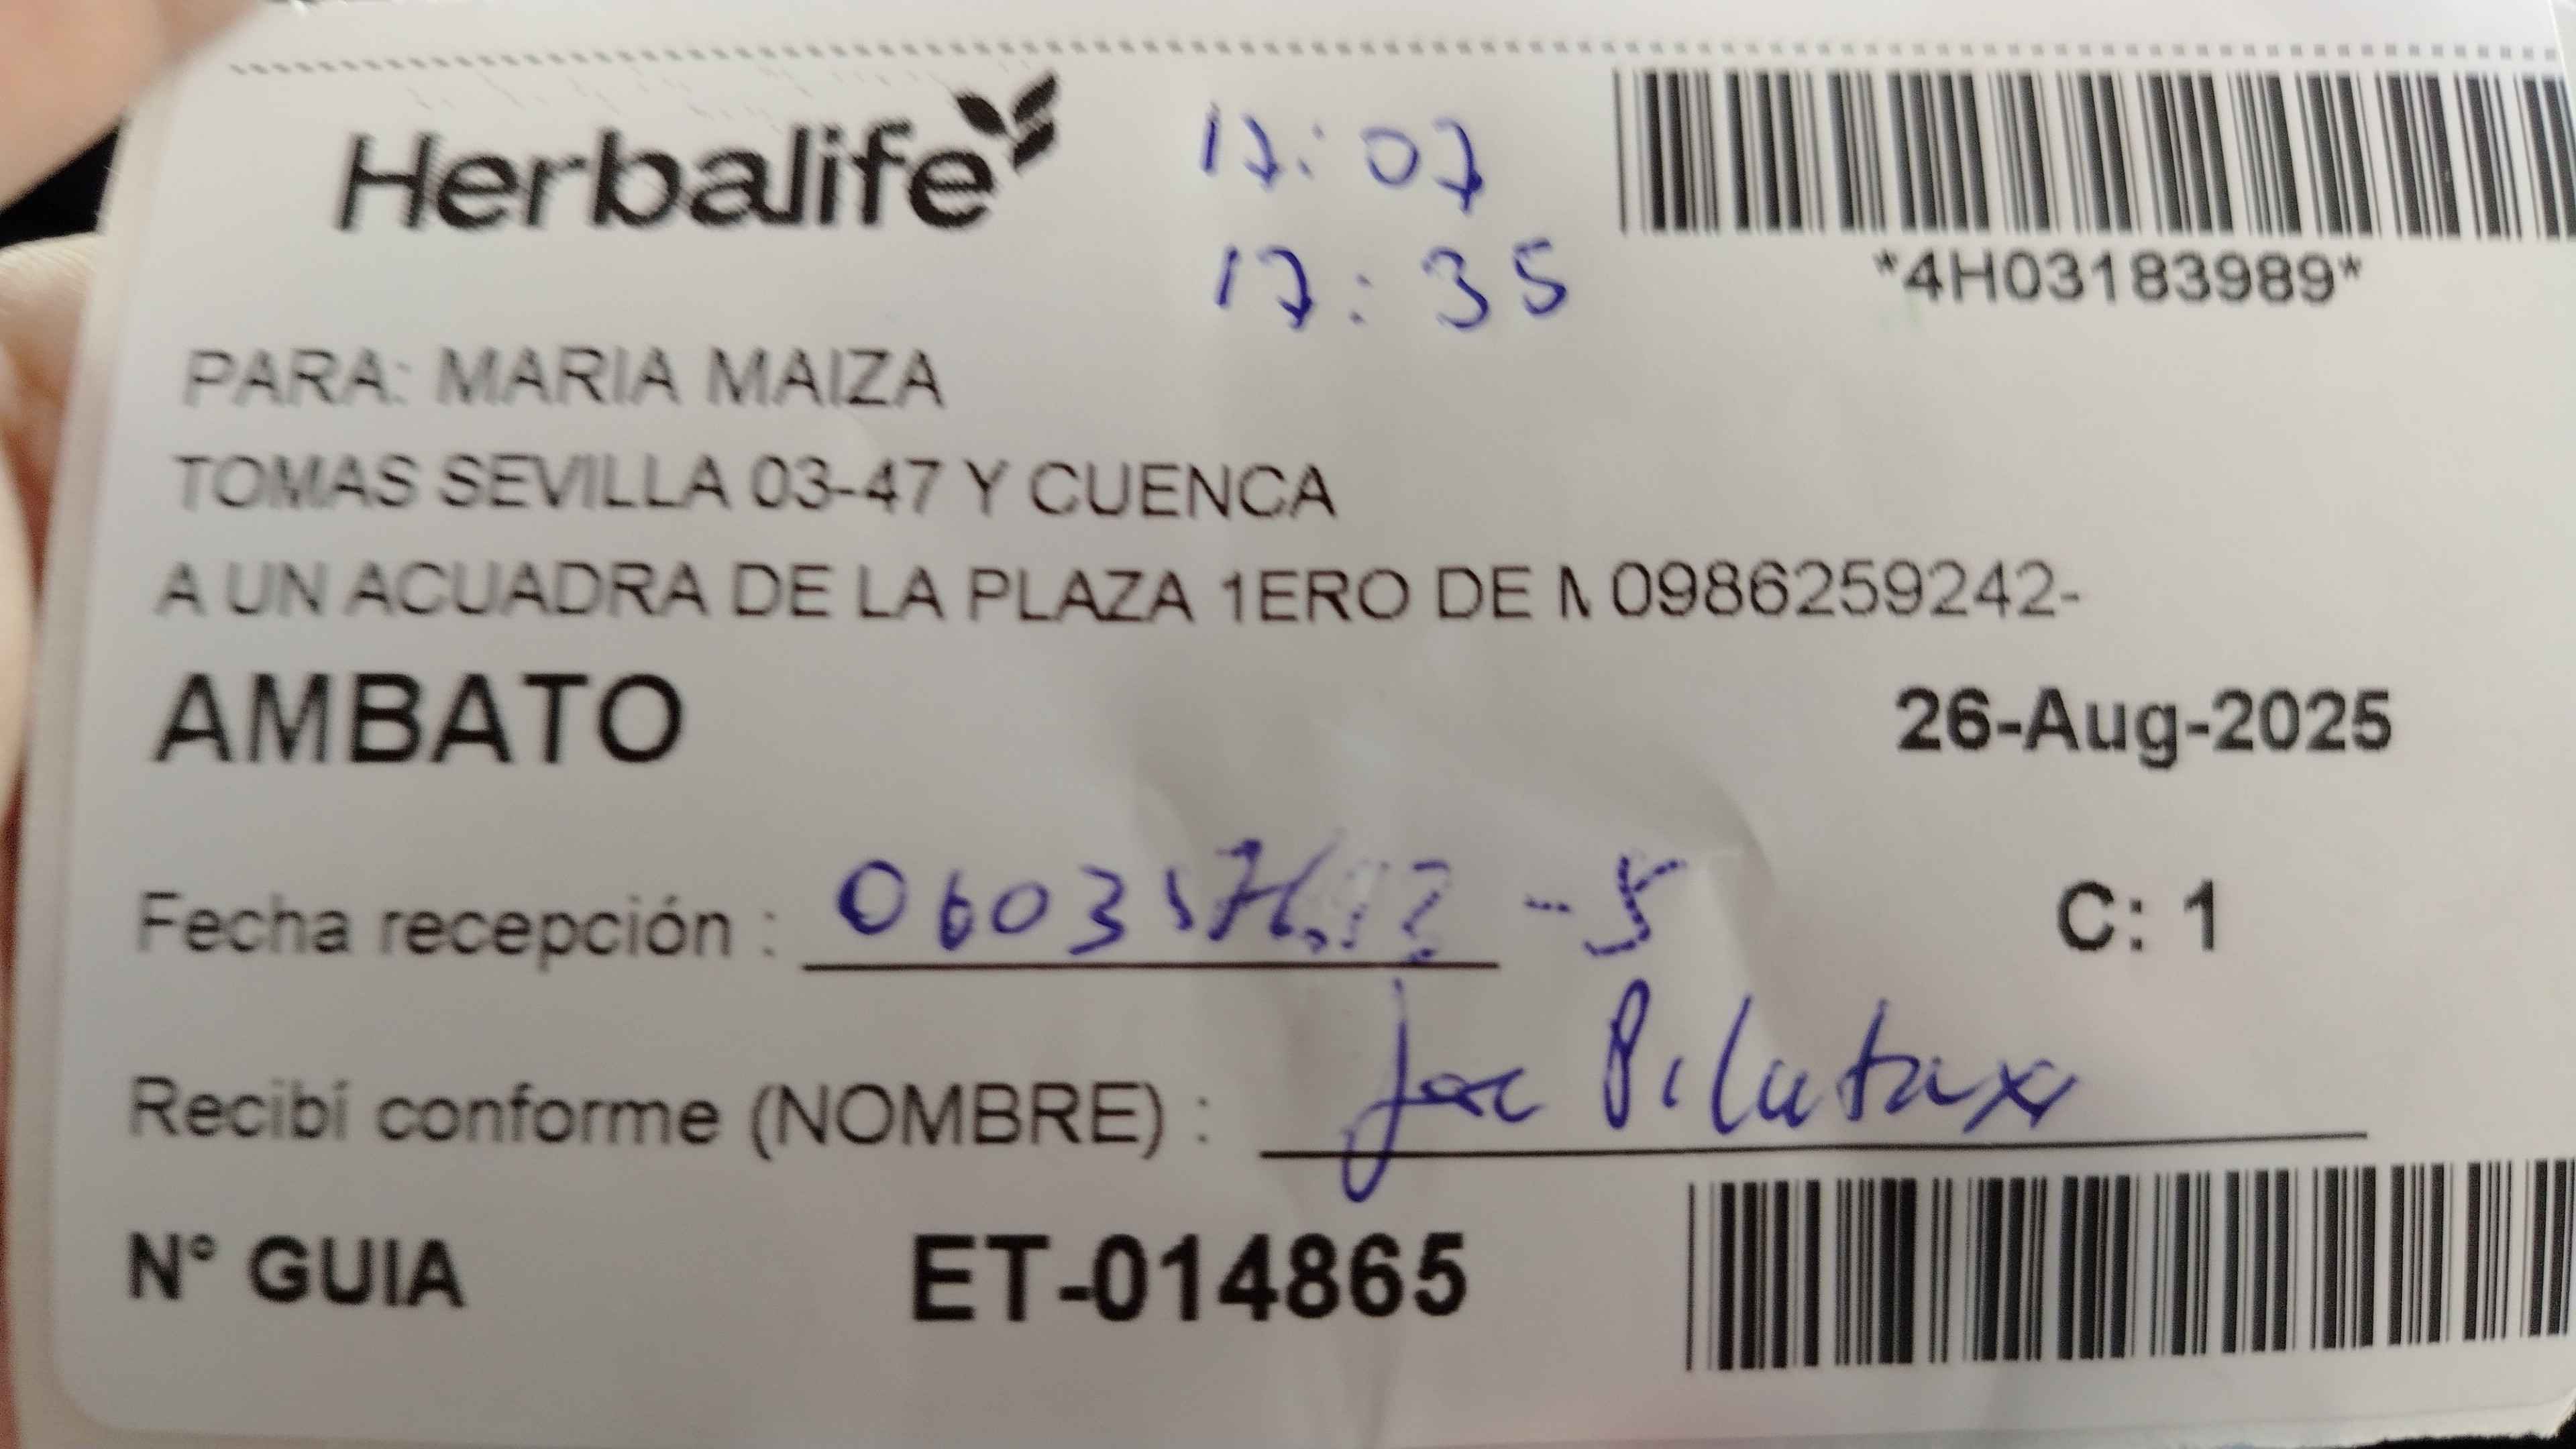 Herbalife
17:07
17:35
*4H03183989*
PARA: MARIA MAIZA
TOMAS SEVILLA 03-47 Y CUENCA
A UN ACUADRA DE LA PLAZA 1ERO DE 0986259242-
AMBATO
26-Aug-2025
Fecha recepción :
C: 1
Recibí conforme (NOMBRE) :
N° GUIA ET-014865